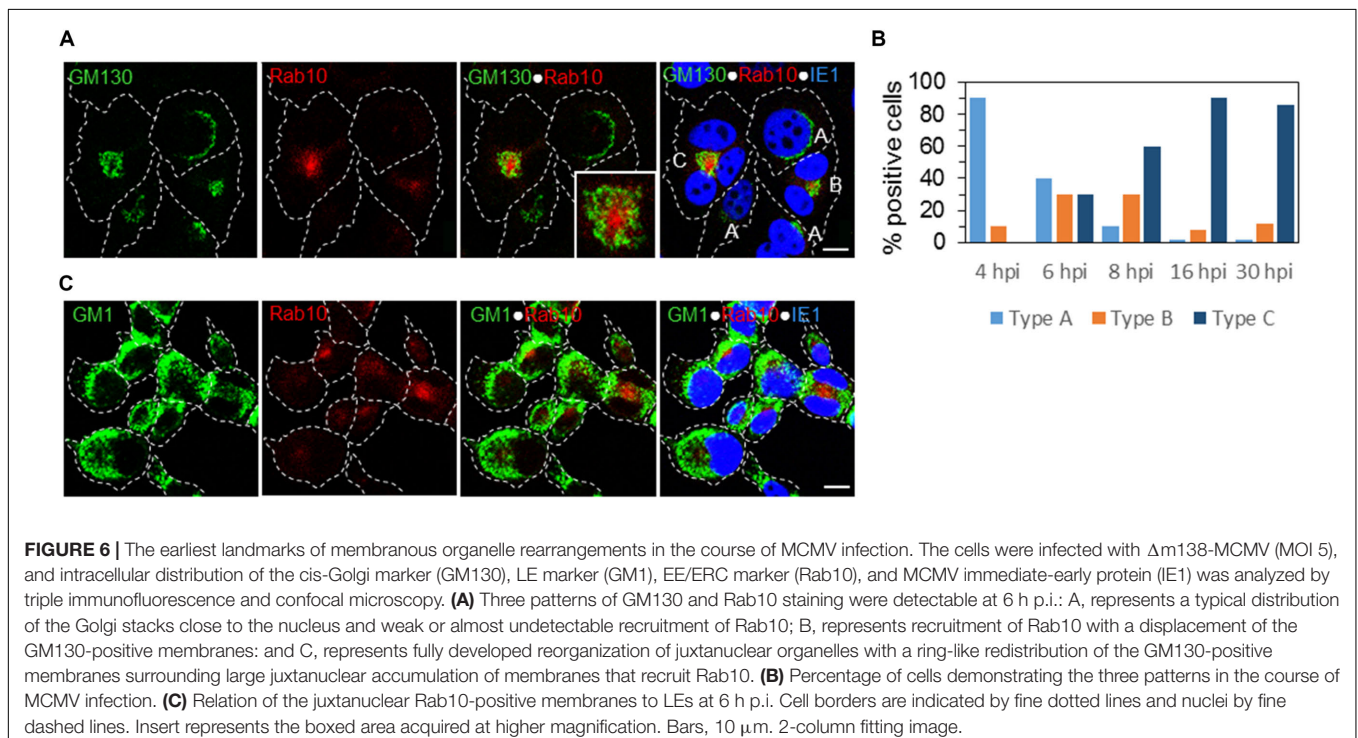 A
GM130
Rab10
GM130●Rab10
GM130●Rab10●IE1
A
C
B
A
A
B
% positive cells
100
80
60
40
20
0
4 hpi 6 hpi 8 hpi 16 hpi 30 hpi
Type A Type B Type C
C
GM1
Rab10
GM1●Rab10
GM1●Rab10●IE1
FIGURE 6 | The earliest landmarks of membranous organelle rearrangements in the course of MCMV infection. The cells were infected with Δm138-MCMV (MOI 5),
and intracellular distribution of the cis-Golgi marker (GM130), LE marker (GM1), EE/ERC marker (Rab10), and MCMV immediate-early protein (IE1) was analyzed by
triple immunofluorescence and confocal microscopy. (A) Three patterns of GM130 and Rab10 staining were detectable at 6 h p.i.: A, represents a typical distribution
of the Golgi stacks close to the nucleus and weak or almost undetectable recruitment of Rab10; B, represents recruitment of Rab10 with a displacement of the
GM130-positive membranes: and C, represents fully developed reorganization of juxtanuclear organelles with a ring-like redistribution of the GM130-positive
membranes surrounding large juxtanuclear accumulation of membranes that recruit Rab10. (B) Percentage of cells demonstrating the three patterns in the course of
MCMV infection. (C) Relation of the juxtanuclear Rab10-positive membranes to LEs at 6 h p.i. Cell borders are indicated by fine dotted lines and nuclei by fine
dashed lines. Insert represents the boxed area acquired at higher magnification. Bars, 10 μm. 2-column fitting image.